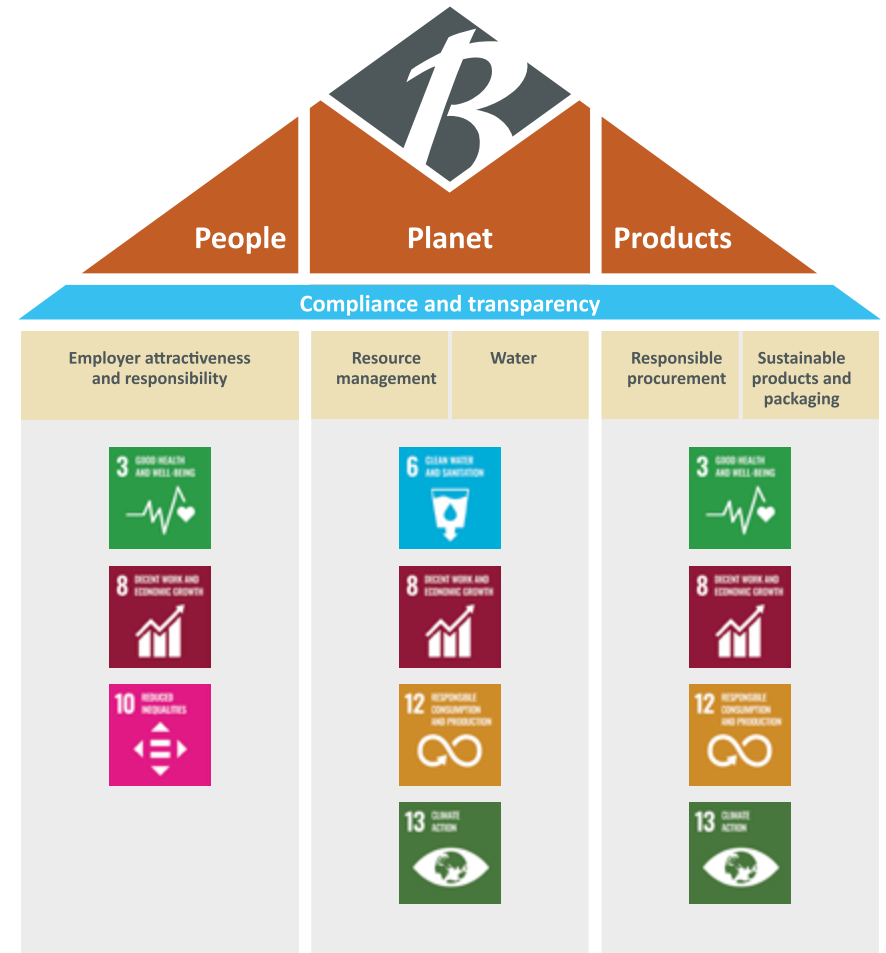 B
People
Planet
Products
Compliance and transparency
Employer attractiveness
and responsibility
Resource
management
Water
Responsible
procurement
Sustainable
products and
packaging
3 GOOD HEALTH
AND WELL-BEING
8 DECENT WORK AND
ECONOMIC GROWTH
10 REDUCED
INEQUALITIES
6 CLEAN WATER
AND SANITATION
8 DECENT WORK AND
ECONOMIC GROWTH
12 RESPONSIBLE
CONSUMPTION
AND PRODUCTION
13 CLIMATE
ACTION
3 GOOD HEALTH
AND WELL-BEING
8 DECENT WORK AND
ECONOMIC GROWTH
12 RESPONSIBLE
CONSUMPTION
AND PRODUCTION
13 CLIMATE
ACTION